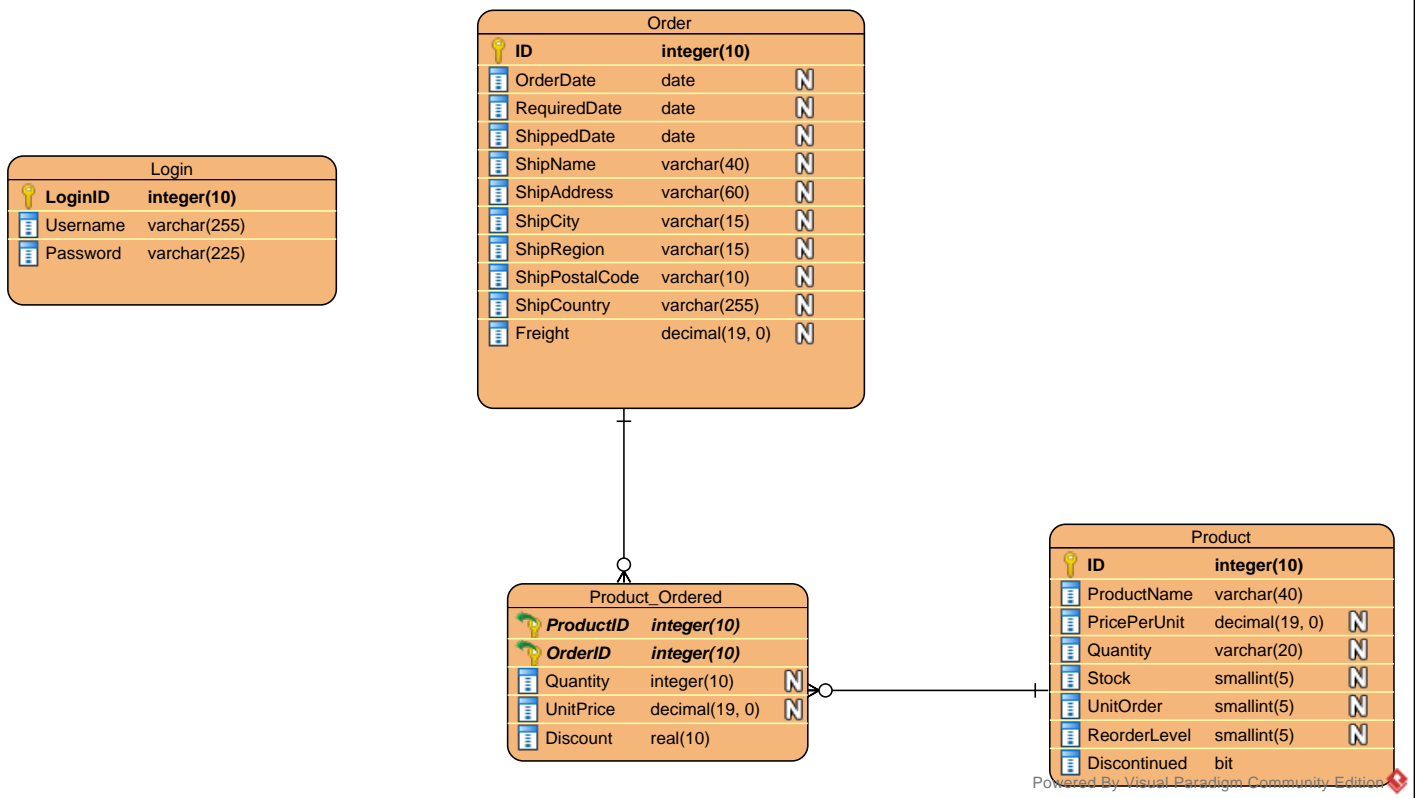 Order
ID integer(10)
OrderDate date N
RequiredDate date N
ShippedDate date N
ShipName varchar(40) N
ShipAddress varchar(60) N
ShipCity varchar(15) N
ShipRegion varchar(15) N
ShipPostalCode varchar(10) N
ShipCountry varchar(255) N
Freight decimal(19, 0) N
Login
LoginID integer(10)
Username varchar(255)
Password varchar(225)
Product_Ordered
ProductID integer(10)
OrderID integer(10)
Quantity integer(10) N
UnitPrice decimal(19, 0) N
Discount real(10)
Product
ID integer(10)
ProductName varchar(40)
PricePerUnit decimal(19, 0) N
Quantity varchar(20) N
Stock smallint(5) N
UnitOrder smallint(5) N
ReorderLevel smallint(5) N
Discontinued bit
Powered By Visual Paradigm Community Edition